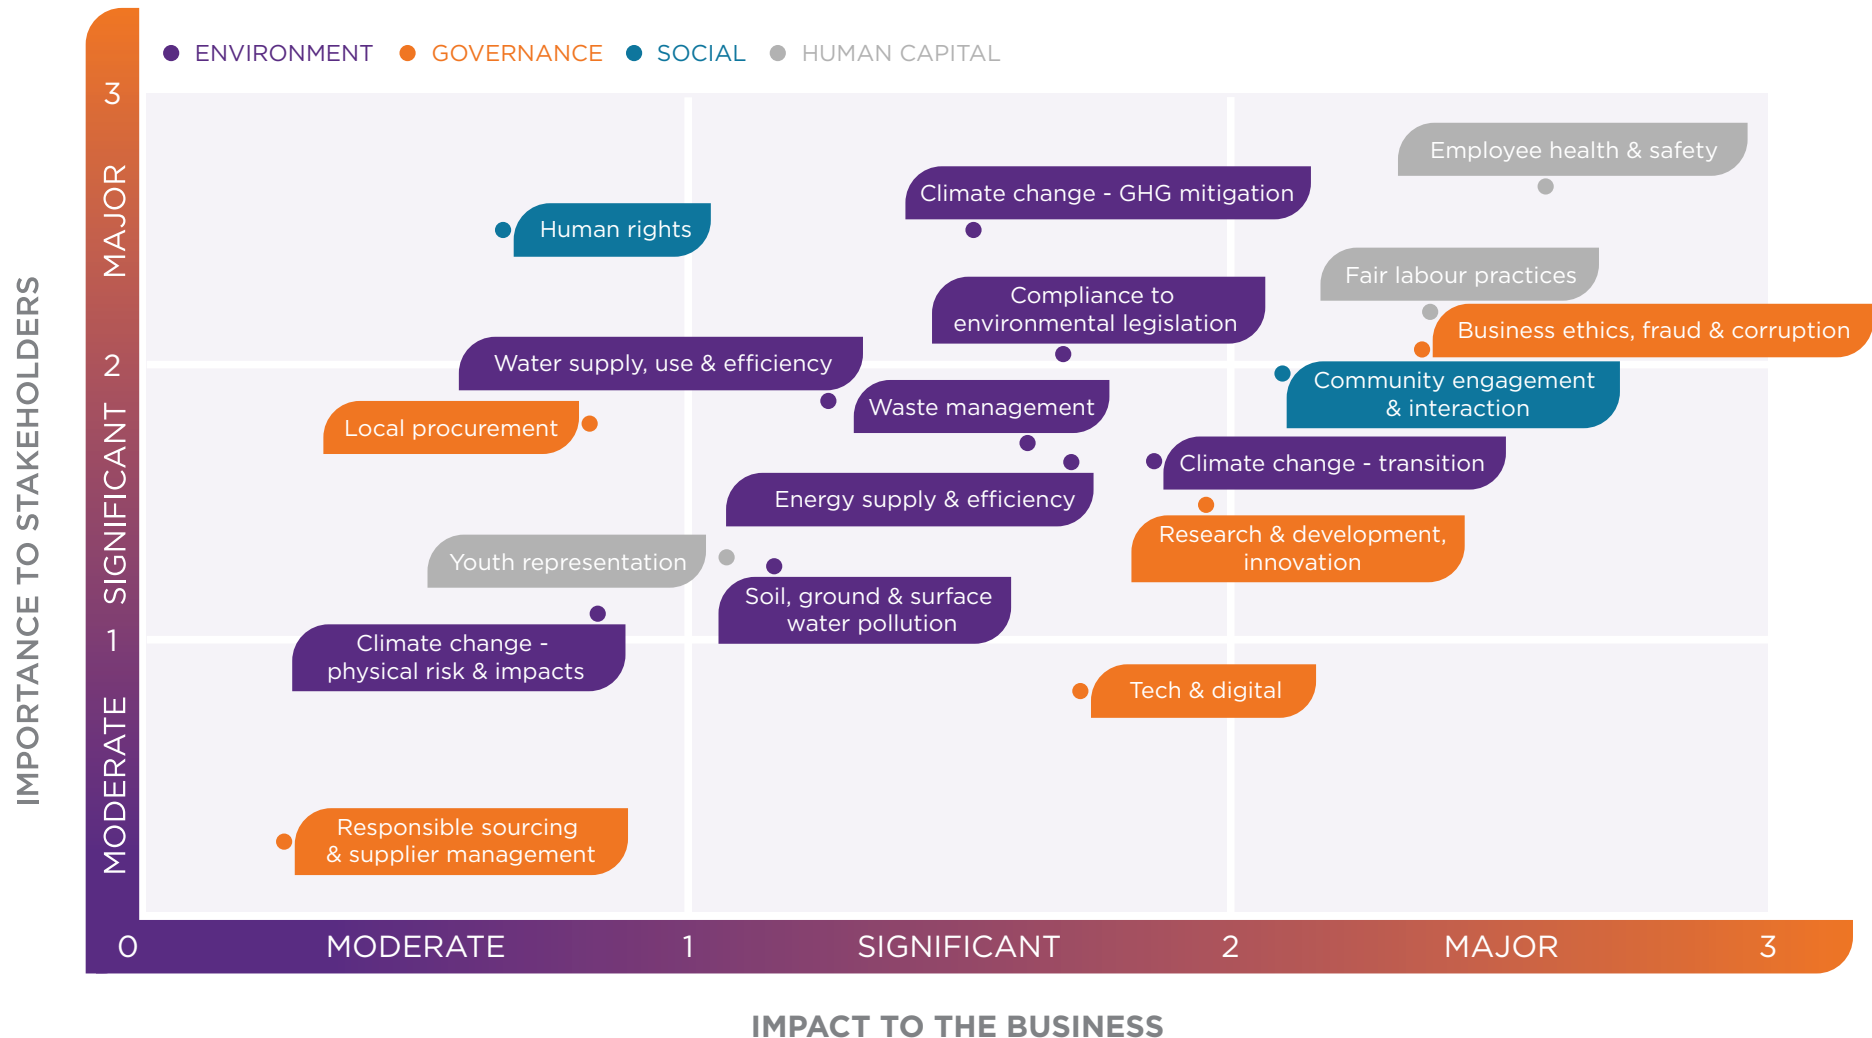 ENVIRONMENT
GOVERNANCE
SOCIAL
HUMAN CAPITAL
IMPORTANCE TO STAKEHOLDERS
3
MAJOR
2
SIGNIFICANT
1
MODERATE
Employee health & safety
Climate change - GHG mitigation
Human rights
Fair labour practices
Compliance to
environmental legislation
Business ethics, fraud & corruption
Water supply, use & efficiency
Community engagement
& interaction
Waste management
Local procurement
Climate change - transition
Energy supply & efficiency
Research & development,
innovation
Youth representation
Soil, ground & surface
water pollution
Climate change -
physical risk & impacts
Tech & digital
Responsible sourcing
& supplier management
0
MODERATE
1
SIGNIFICANT
2
MAJOR
3
IMPACT TO THE BUSINESS